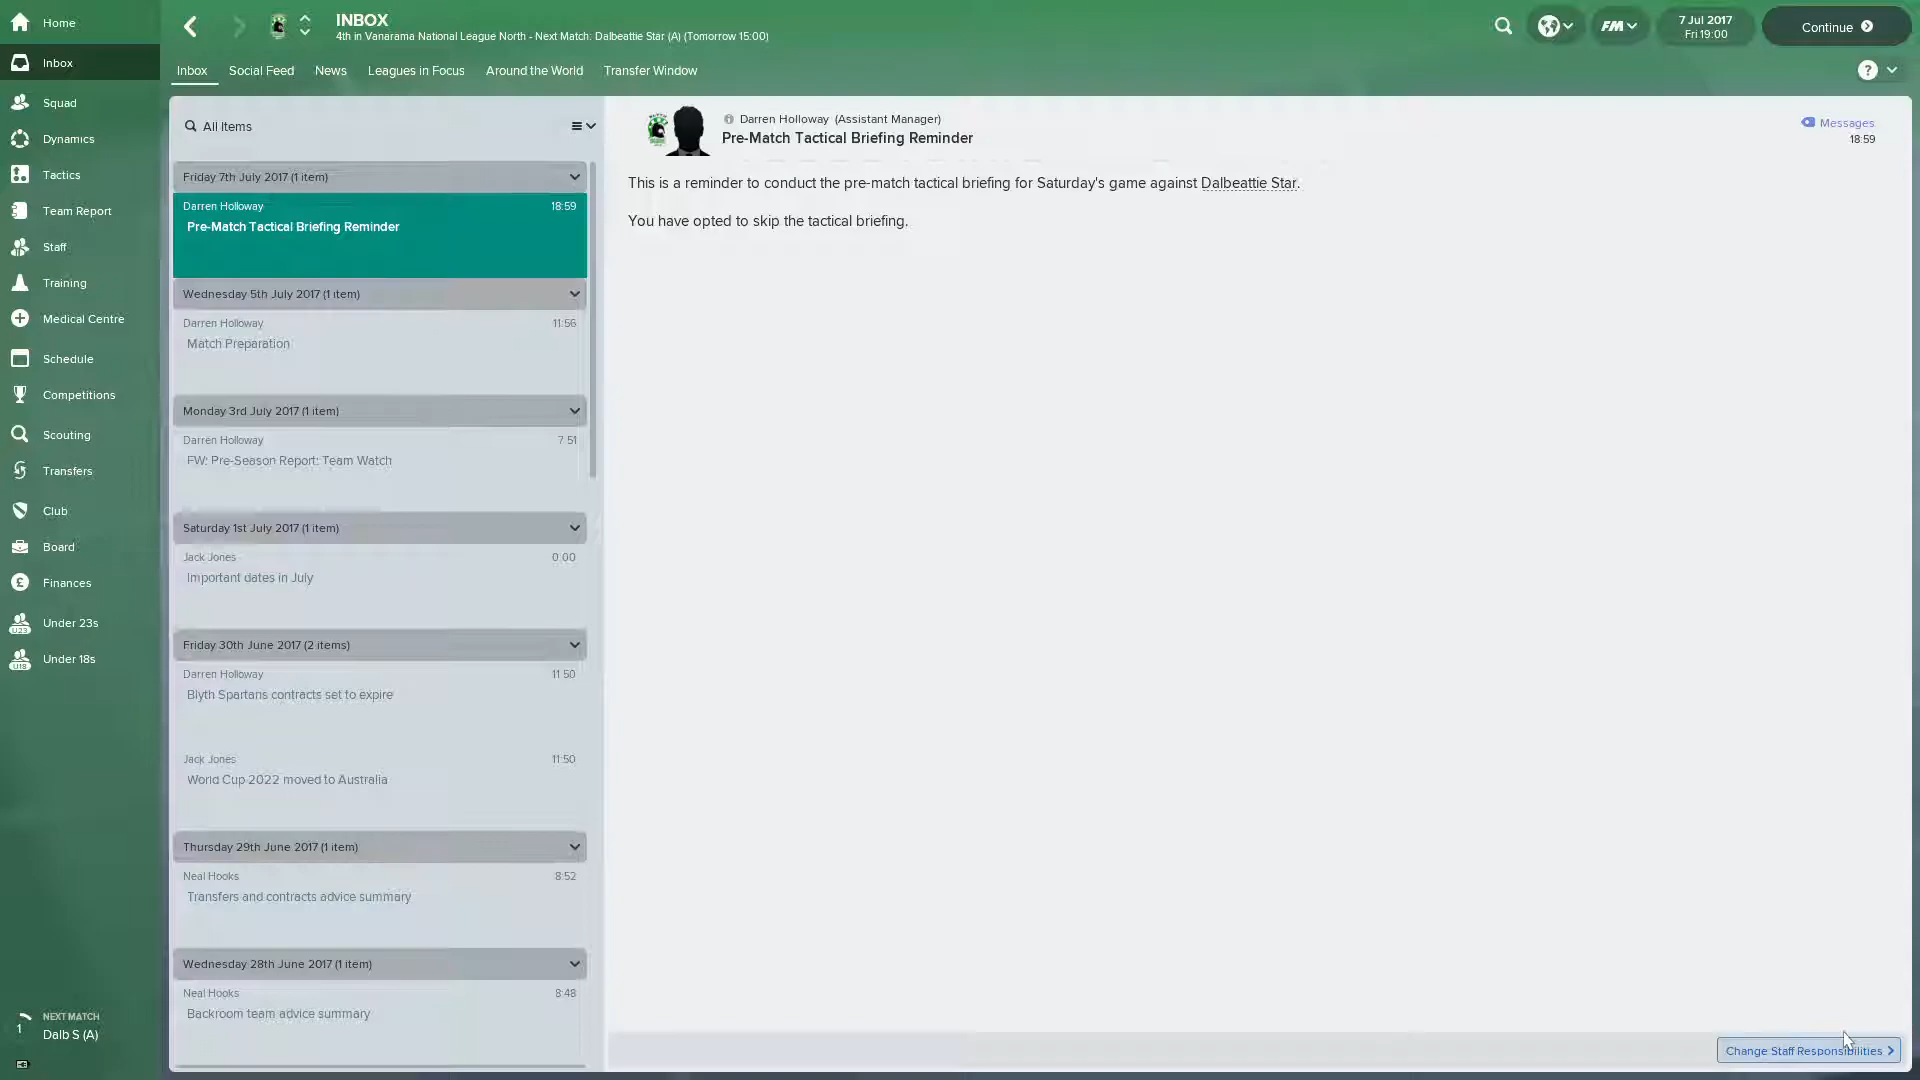 Home
INBOX
4th in Vanarama National League North - Next Match: Dalbeattie Star (A) (Tomorrow 15:00)
FM
7 Jul 2017
Fri 19:00
Continue
Inbox
Inbox Social Feed News Leagues in Focus Around the World Transfer Window
?
Squad
Dynamics
Tactics
Team Report
Staff
Training
Medical Centre
Schedule
Competitions
Scouting
Transfers
Club
Board
Finances
U23 Under 23s
U18 Under 18s
NEXT MATCH
1
Dalb S (A)
All Items
Friday 7th July 2017 (1 item)
Darren Holloway 18:59
Pre-Match Tactical Briefing Reminder
Wednesday 5th July 2017 (1 item)
Darren Holloway 11:56
Match Preparation
Monday 3rd July 2017 (1 item)
Darren Holloway 7:51
FW: Pre-Season Report: Team Watch
Saturday 1st July 2017 (1 item)
Jack Jones 0:00
Important dates in July
Friday 30th June 2017 (2 items)
Darren Holloway 11:50
Blyth Spartans contracts set to expire
Jack Jones 11:50
World Cup 2022 moved to Australia
Thursday 29th June 2017 (1 item)
Neal Hooks 8:52
Transfers and contracts advice summary
Wednesday 28th June 2017 (1 item)
Neal Hooks 8:48
Backroom team advice summary
Darren Holloway (Assistant Manager)
Pre-Match Tactical Briefing Reminder
Messages
18:59
This is a reminder to conduct the pre-match tactical briefing for Saturday's game against Dalbeattie Star.
You have opted to skip the tactical briefing.
Change Staff Responsibilities